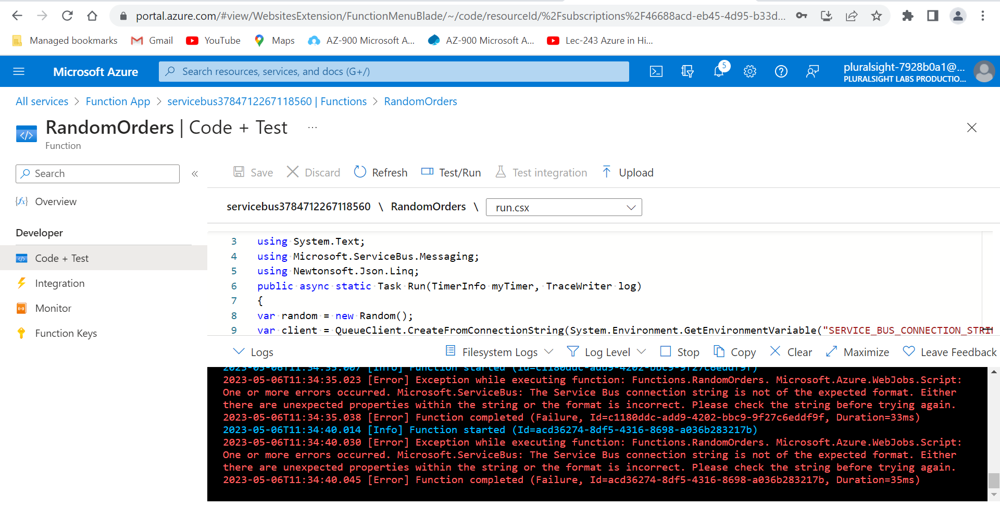 portal.azure.com/#view/WebsitesExtension/FunctionMenuBlade/~/code/resourceId/%2Fsubscriptions%2F46688acd-eb45-4d95-b33d...
Managed bookmarks Gmail YouTube Maps AZ-900 Microsoft A... AZ-900 Microsoft A... Lec-243 Azure in Hi...
Microsoft Azure Search resources, services, and docs (G+/) 5 pluralsight-7928b0a1@...
PLURALSIGHT LABS PRODUCTIO...
All services > Function App > servicebus3784712267118560 | Functions > RandomOrders
RandomOrders | Code + Test ...
Function
Search «
Save Discard Refresh Test/Run Test integration Upload
Overview
servicebus3784712267118560 \ RandomOrders \ run.csx
Developer
Code + Test
Integration
Monitor
Function Keys
3 using System.Text;
4 using Microsoft.ServiceBus.Messaging;
5 using Newtonsoft.Json.Linq;
6 public async static Task Run(TimerInfo myTimer, TraceWriter log)
7 {
8 var random = new Random();
9 var client = QueueClient.CreateFromConnectionString(System.Environment.GetEnvironmentVariable("SERVICE_BUS_CONNECTION_STRI
Logs Filesystem Logs Log Level Stop Copy Clear Maximize Leave Feedback
2023-05-06T11:34:35.007 [Info] Function started (Id=c1180ddc-add9-4202-bbc9-9f27c6eddf9f)
2023-05-06T11:34:35.023 [Error] Exception while executing function: Functions.RandomOrders. Microsoft.Azure.WebJobs.Script:
One or more errors occurred. Microsoft.ServiceBus: The Service Bus connection string is not of the expected format. Either
there are unexpected properties within the string or the format is incorrect. Please check the string before trying again.
2023-05-06T11:34:35.038 [Error] Function completed (Failure, Id=c1180ddc-add9-4202-bbc9-9f27c6eddf9f, Duration=33ms)
2023-05-06T11:34:40.014 [Info] Function started (Id=acd36274-8df5-4316-8698-a036b283217b)
2023-05-06T11:34:40.030 [Error] Exception while executing function: Functions.RandomOrders. Microsoft.Azure.WebJobs.Script:
One or more errors occurred. Microsoft.ServiceBus: The Service Bus connection string is not of the expected format. Either
there are unexpected properties within the string or the format is incorrect. Please check the string before trying again.
2023-05-06T11:34:40.045 [Error] Function completed (Failure, Id=acd36274-8df5-4316-8698-a036b283217b, Duration=35ms)